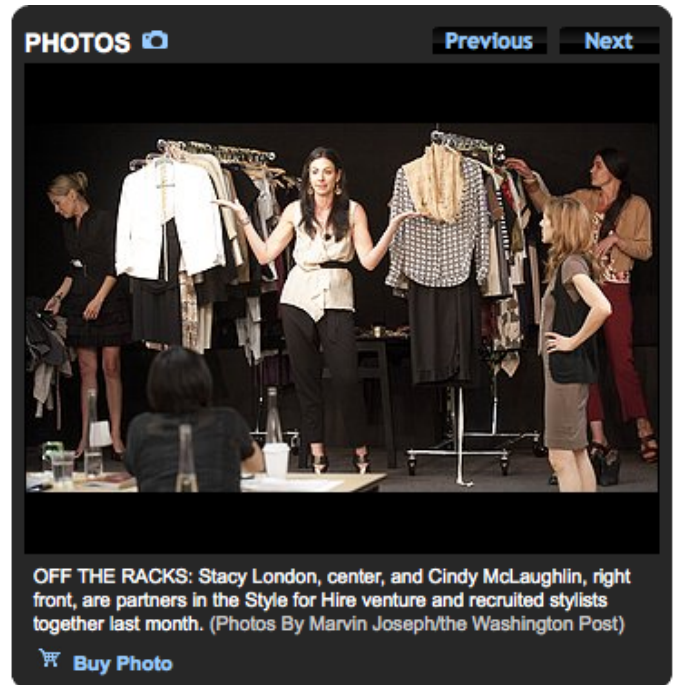 PHOTOS
Previous Next
OFF THE RACKS: Stacy London, center, and Cindy McLaughlin, right
front, are partners in the Style for Hire venture and recruited stylists
together last month. (Photos By Marvin Joseph/the Washington Post)
Buy Photo